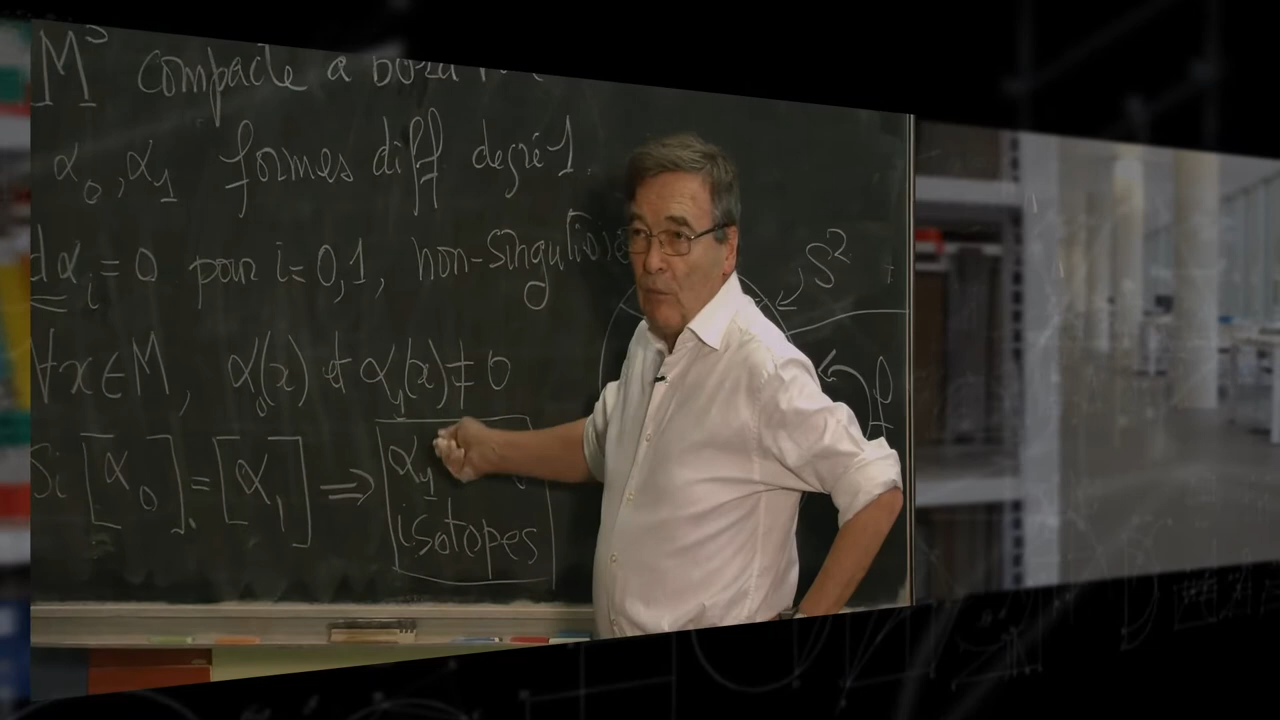 M³ compacte à bord
α₀, α₁ formes diff degré 1.
dαᵢ = 0 pour i=0,1, non-singulières
∀x∈M, α₀(x) et α₁(x) ≠ 0
S²
Si [α₀] = [α₁] ⇒ α₁
isotopes